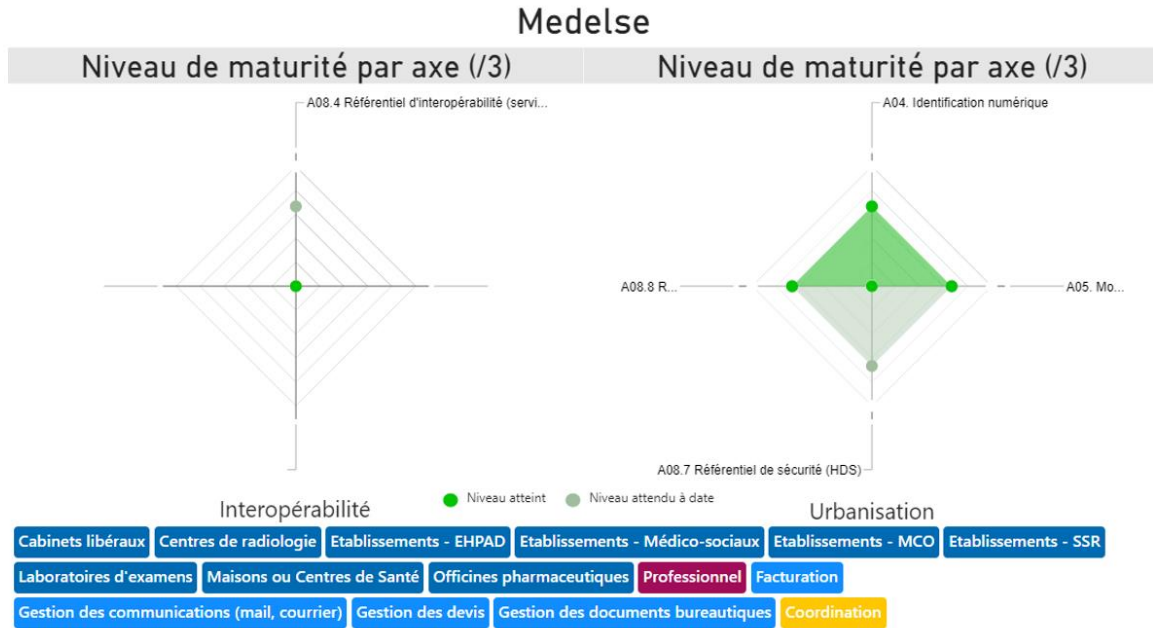 Medelse
Niveau de maturité par axe (/3)
Niveau de maturité par axe (/3)
A08.4 Référentiel d'interopérabilité (servi...
A04. Identification numérique
A08.8 R...
A05. Mo...
A08.7 Référentiel de sécurité (HDS)
Interopérabilité
Niveau atteint
Niveau attendu à date
Urbanisation
Cabinets libéraux Centres de radiologie Etablissements - EHPAD Etablissements - Médico-sociaux Etablissements - MCO Etablissements - SSR
Laboratoires d'examens Maisons ou Centres de Santé Officines pharmaceutiques Professionnel Facturation
Gestion des communications (mail, courrier) Gestion des devis Gestion des documents bureautiques Coordination